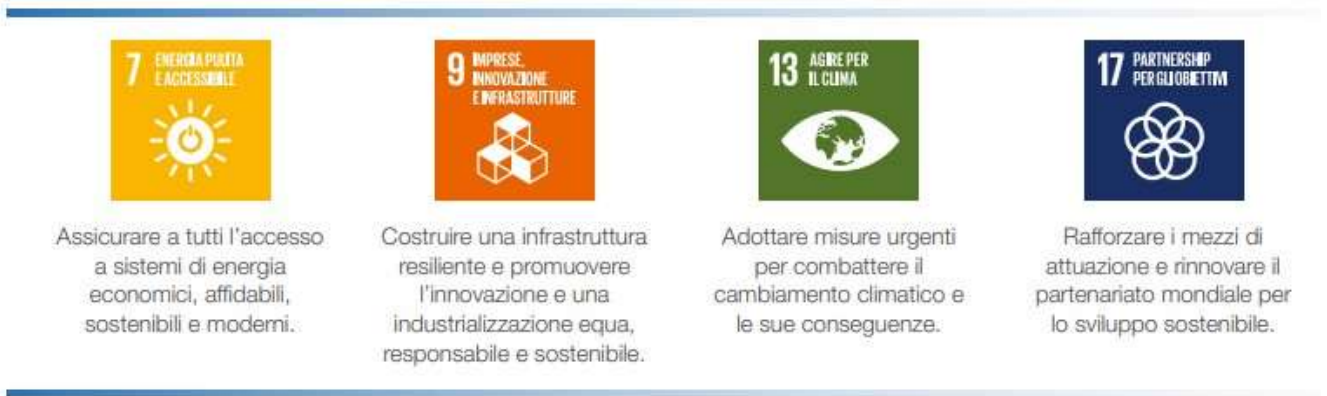 7 ENERGIA PULITA
E ACCESSIBILE
Assicurare a tutti l'accesso
a sistemi di energia
economici, affidabili,
sostenibili e moderni.
9 IMPRESE,
INNOVAZIONE
E INFRASTRUTTURE
Costruire una infrastruttura
resiliente e promuovere
l'innovazione e una
industrializzazione equa,
responsabile e sostenibile.
13 AGIRE PER
IL CLIMA
Adottare misure urgenti
per combattere il
cambiamento climatico e
le sue conseguenze.
17 PARTNERSHIP
PER GLI OBIETTIVI
Rafforzare i mezzi di
attuazione e rinnovare il
partenariato mondiale per
lo sviluppo sostenibile.